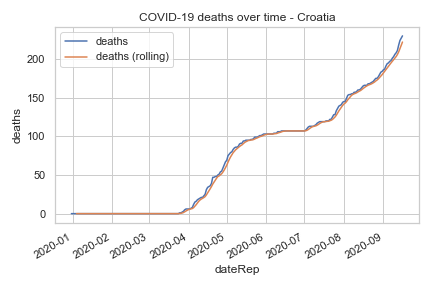 COVID-19 deaths over time - Croatia
deaths
deaths (rolling)
deaths
200
150
100
50
0
2020-01
2020-02
2020-03
2020-04
2020-05
2020-06
2020-07
2020-08
2020-09
dateRep